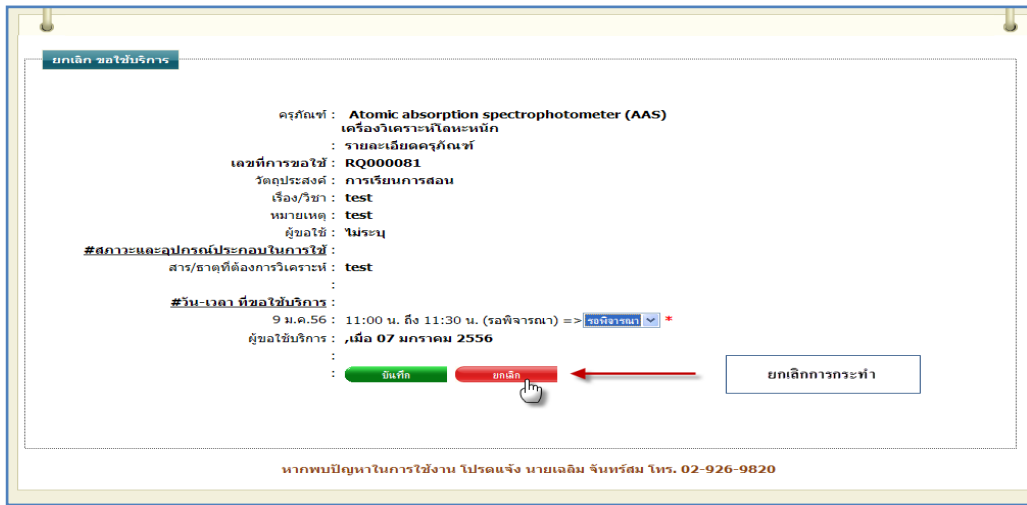 ยกเลิก ขอใช้บริการ
ครุภัณฑ์ : Atomic absorption spectrophotometer (AAS)
เครื่องวิเคราะห์โลหะหนัก
: รายละเอียดครุภัณฑ์
เลขที่การขอใช้ : RQ000081
วัตถุประสงค์ : การเรียนการสอน
เรื่อง/วิชา : test
หมายเหตุ : test
ผู้ขอใช้ : ไม่ระบุ
#สภาวะและอุปกรณ์ประกอบในการใช้ :
สาร/ธาตุที่ต้องการวิเคราะห์ : test
:
#วัน-เวลา ที่ขอใช้บริการ :
9 ม.ค.56 : 11:00 น. ถึง 11:30 น. (รอพิจารณา) => รอพิจารณา *
ผู้ขอใช้บริการ : ,เมื่อ 07 มกราคม 2556
:
: บันทึก ยกเลิก ยกเลิกการกระทำ
หากพบปัญหาในการใช้งาน โปรดแจ้ง นายเฉลิม จันทร์สม โทร. 02-926-9820